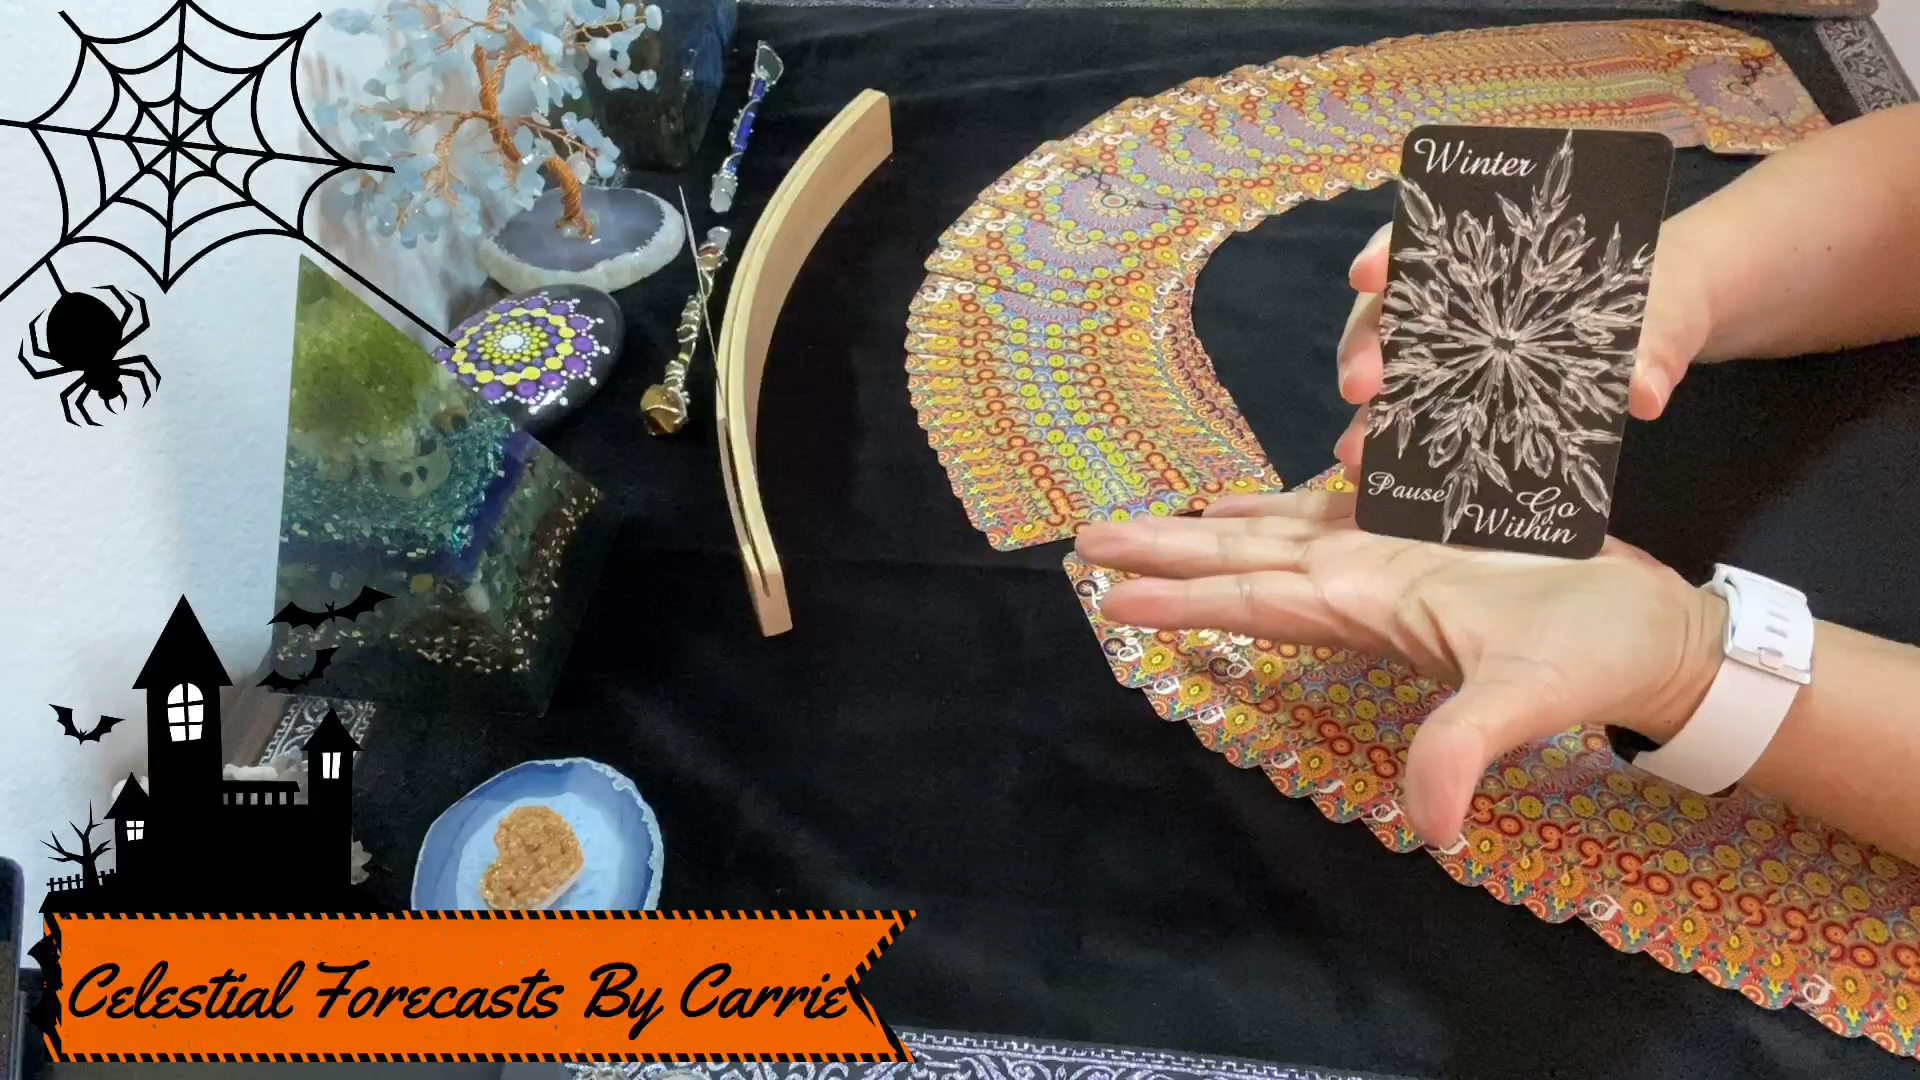 Winter
Pause
Go
Within
Celestial Forecasts By Carrie